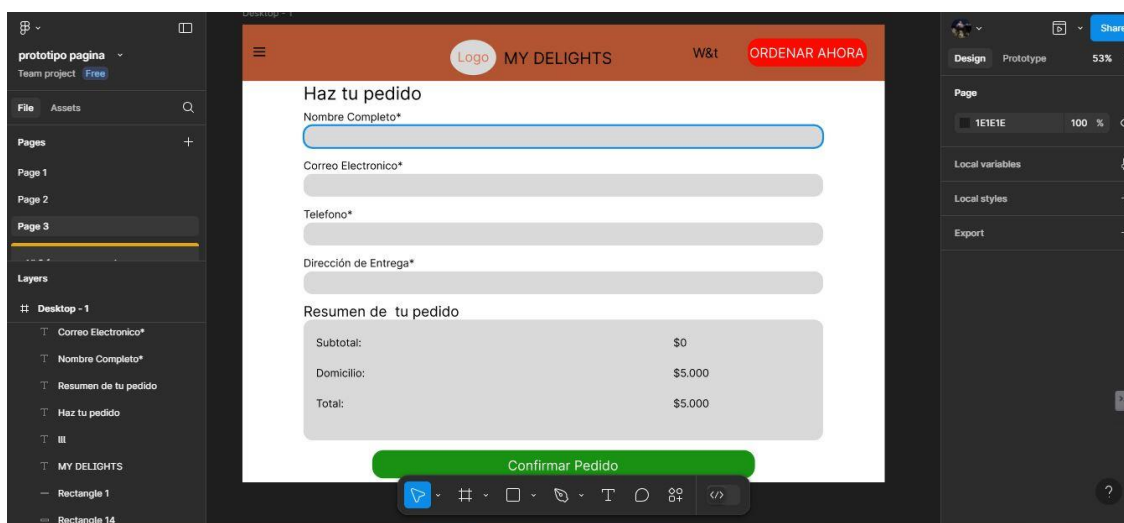 Desktop - 1
prototipo pagina
Team project Free
File Assets
Pages
Page 1
Page 2
Page 3
Layers
Desktop - 1
Correo Electronico*
Nombre Completo*
Resumen de tu pedido
Haz tu pedido
lll
MY DELIGHTS
Rectangle 1
Rectangle 14
Logo MY DELIGHTS W&t ORDENAR AHORA
Haz tu pedido
Nombre Completo*
Correo Electronico*
Telefono*
Dirección de Entrega*
Resumen de tu pedido
Subtotal: $0
Domicilio: $5.000
Total: $5.000
Confirmar Pedido
Share
Design Prototype 53%
Page
1E1E1E 100 %
Local variables
Local styles
Export
?